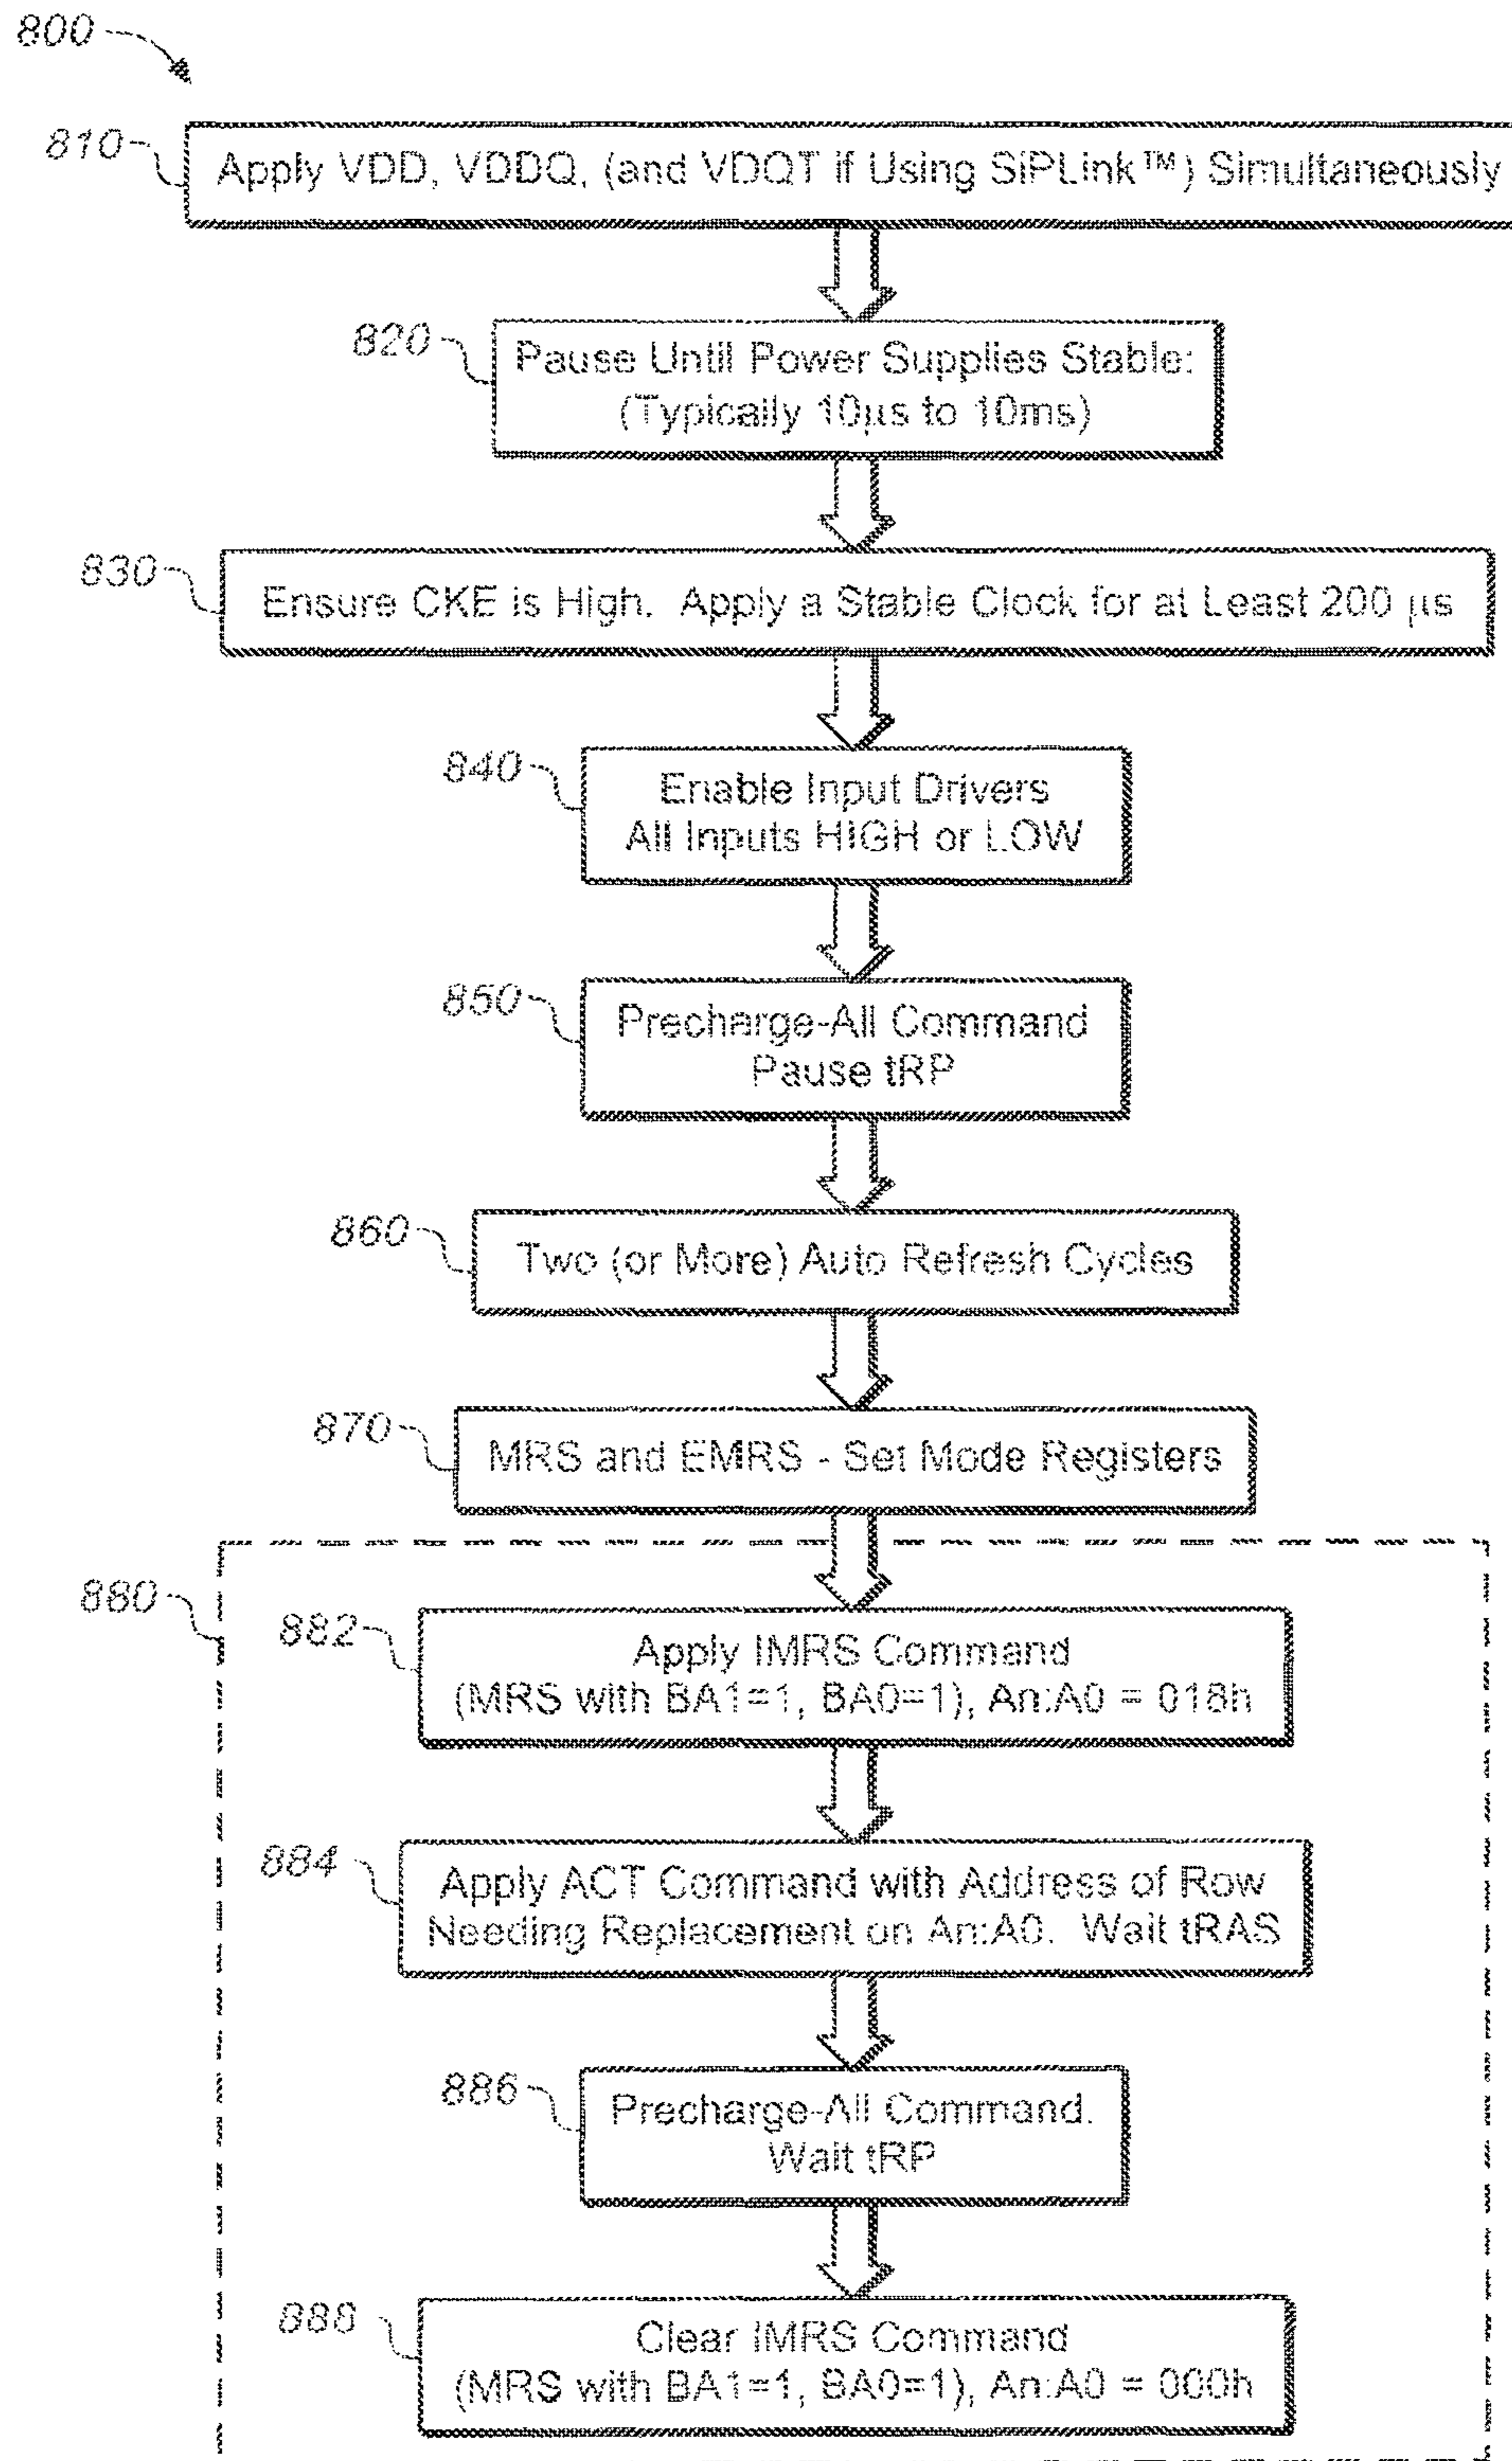 800
810
Apply VDD, VDDQ, (and VDQT if Using SiPLink™) Simultaneously
820
Pause Until Power Supplies Stable:
(Typically 10µs to 10ms)
830
Ensure CKE is High. Apply a Stable Clock for at Least 200 µs
840
Enable Input Drivers
All Inputs HIGH or LOW
850
Precharge-All Command
Pause tRP
860
Two (or More) Auto Refresh Cycles
870
MRS and EMRS - Set Mode Registers
880
882
Apply IMRS Command
(MRS with BA1=1, BA0=1), An:A0 = 018h
884
Apply ACT Command with Address of Row
Needing Replacement on An:A0. Wait tRAS
886
Precharge-All Command.
Wait tRP
888
Clear IMRS Command
(MRS with BA1=1, BA0=1), An:A0 = 000h